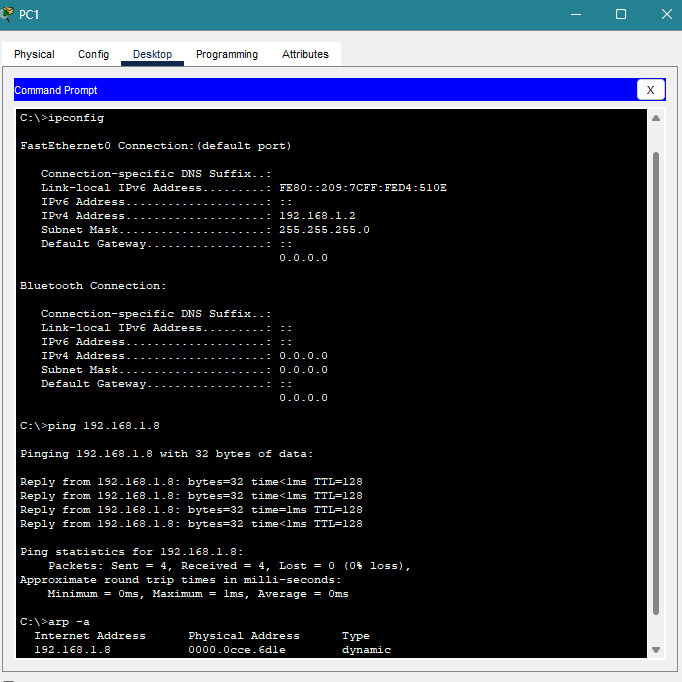 PC1
Physical Config Desktop Programming Attributes
Command Prompt X
C:\>ipconfig
FastEthernet0 Connection:(default port)
Connection-specific DNS Suffix..:
Link-local IPv6 Address.........: FE80::209:7CFF:FED4:510E
IPv6 Address....................: ::
IPv4 Address....................: 192.168.1.2
Subnet Mask.....................: 255.255.255.0
Default Gateway.................: ::
0.0.0.0
Bluetooth Connection:
Connection-specific DNS Suffix..:
Link-local IPv6 Address.........: ::
IPv6 Address....................: ::
IPv4 Address....................: 0.0.0.0
Subnet Mask.....................: 0.0.0.0
Default Gateway.................: ::
0.0.0.0
C:\>ping 192.168.1.8
Pinging 192.168.1.8 with 32 bytes of data:
Reply from 192.168.1.8: bytes=32 time<1ms TTL=128
Reply from 192.168.1.8: bytes=32 time<1ms TTL=128
Reply from 192.168.1.8: bytes=32 time=1ms TTL=128
Reply from 192.168.1.8: bytes=32 time<1ms TTL=128
Ping statistics for 192.168.1.8:
Packets: Sent = 4, Received = 4, Lost = 0 (0% loss),
Approximate round trip times in milli-seconds:
Minimum = 0ms, Maximum = 1ms, Average = 0ms
C:\>arp -a
Internet Address Physical Address Type
192.168.1.8 0000.0cce.6d1e dynamic